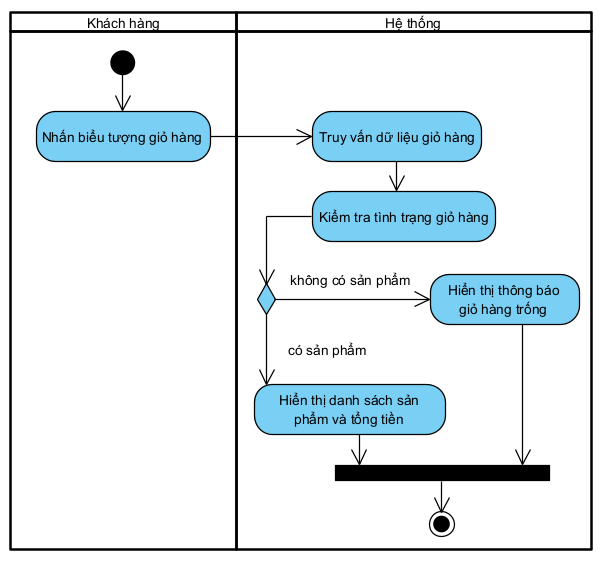 Khách hàng
Hệ thống
Nhấn biểu tượng giỏ hàng
Truy vấn dữ liệu giỏ hàng
Kiểm tra tình trạng giỏ hàng
không có sản phẩm
Hiển thị thông báo
giỏ hàng trống
có sản phẩm
Hiển thị danh sách sản
phẩm và tổng tiền